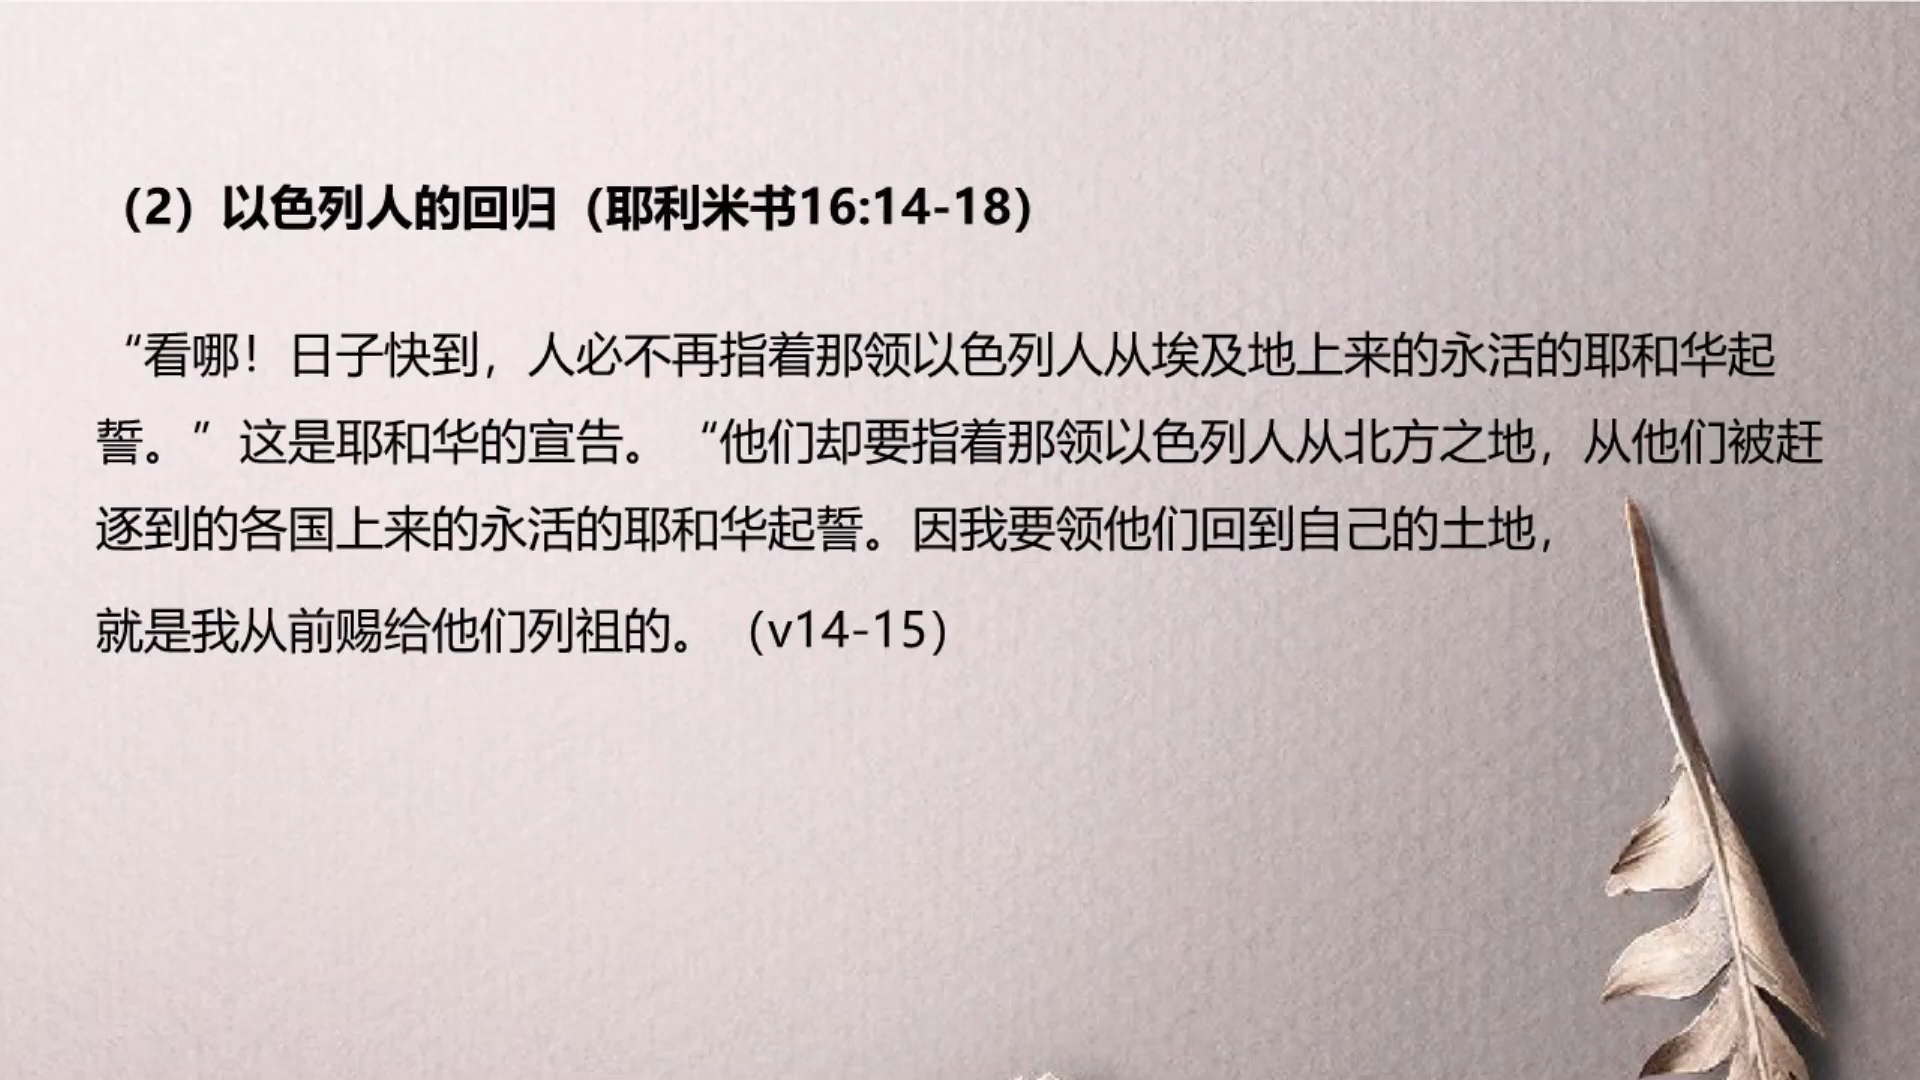 （2）以色列人的回归（耶利米书16:14-18）
“看哪！日子快到，人必不再指着那领以色列人从埃及地上来的永活的耶和华起
誓。”这是耶和华的宣告。“他们却要指着那领以色列人从北方之地，从他们被赶
逐到的各国上来的永活的耶和华起誓。因我要领他们回到自己的土地，
就是我从前赐给他们列祖的。（v14-15）